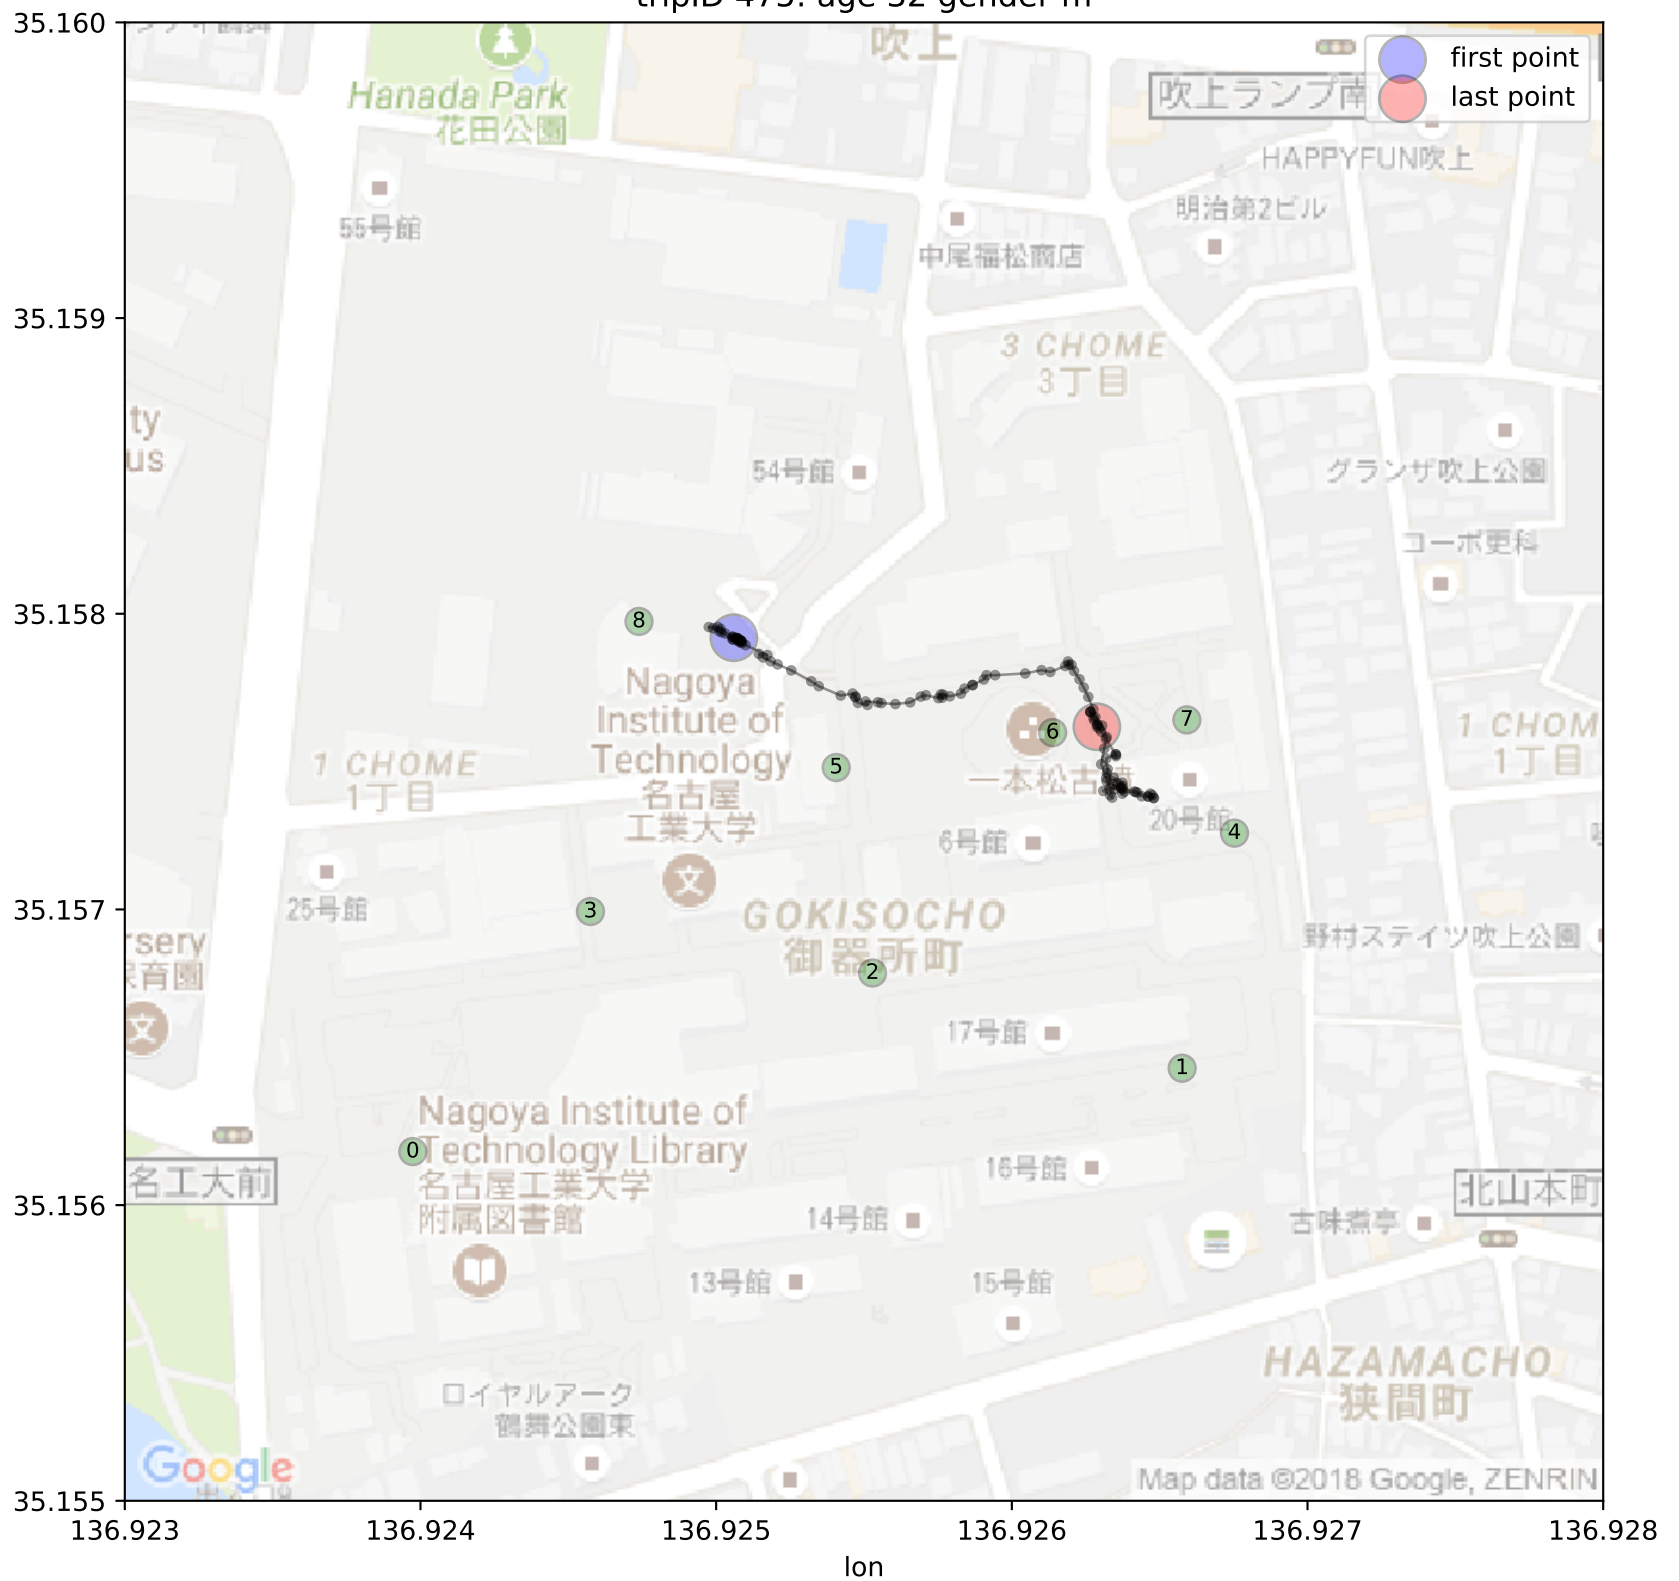 35.160
吹上
first point
last point
吹上ランプ南
Hanada Park
花田公園
HAPPYFUN吹上
明治第2ビル
55号館
中尾福松商店
35.159
3 CHOME
3丁目
ty
us
54号館
グランザ吹上公園
コーポ更科
35.158
8
Nagoya
Institute of
Technology
名古屋
工業大学
7
6
5
1 CHOME
1丁目
一本松古墳
1 CHOM
1丁目
20号館
4
6号館
25号館
35.157
3
GOKISOCHO
御器所町
2
野村ステイツ吹上公園
rsery
育園
17号館
1
Nagoya Institute of
Technology Library
名古屋工業大学
附属図書館
0
名工大前
16号館
北山本町
35.156
14号館
古味煮亭
13号館
15号館
HAZAMACHO
狭間町
ロイヤルアーク
鶴舞公園東
Google
Map data ©2018 Google, ZENRIN
35.155
136.923
136.924
136.925
136.926
136.927
136.928
lon